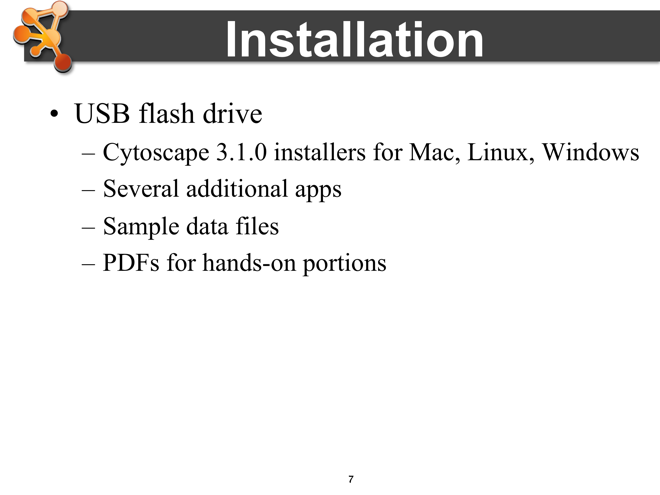 Installation
• USB flash drive
– Cytoscape 3.1.0 installers for Mac, Linux, Windows
– Several additional apps
– Sample data files
– PDFs for hands-on portions
7